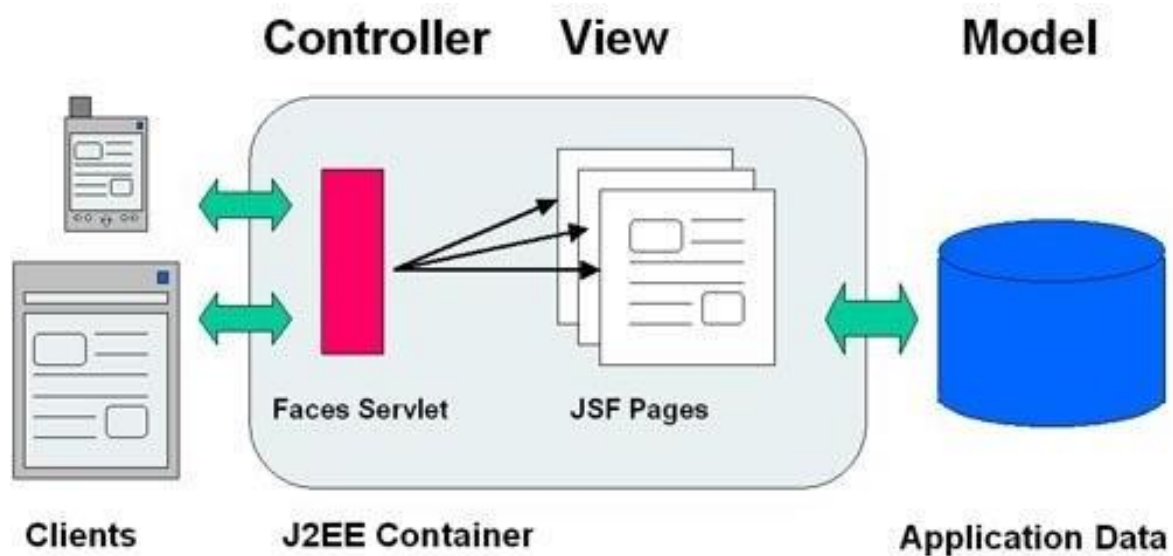 Controller View Model
Faces Servlet JSF Pages
Clients J2EE Container Application Data